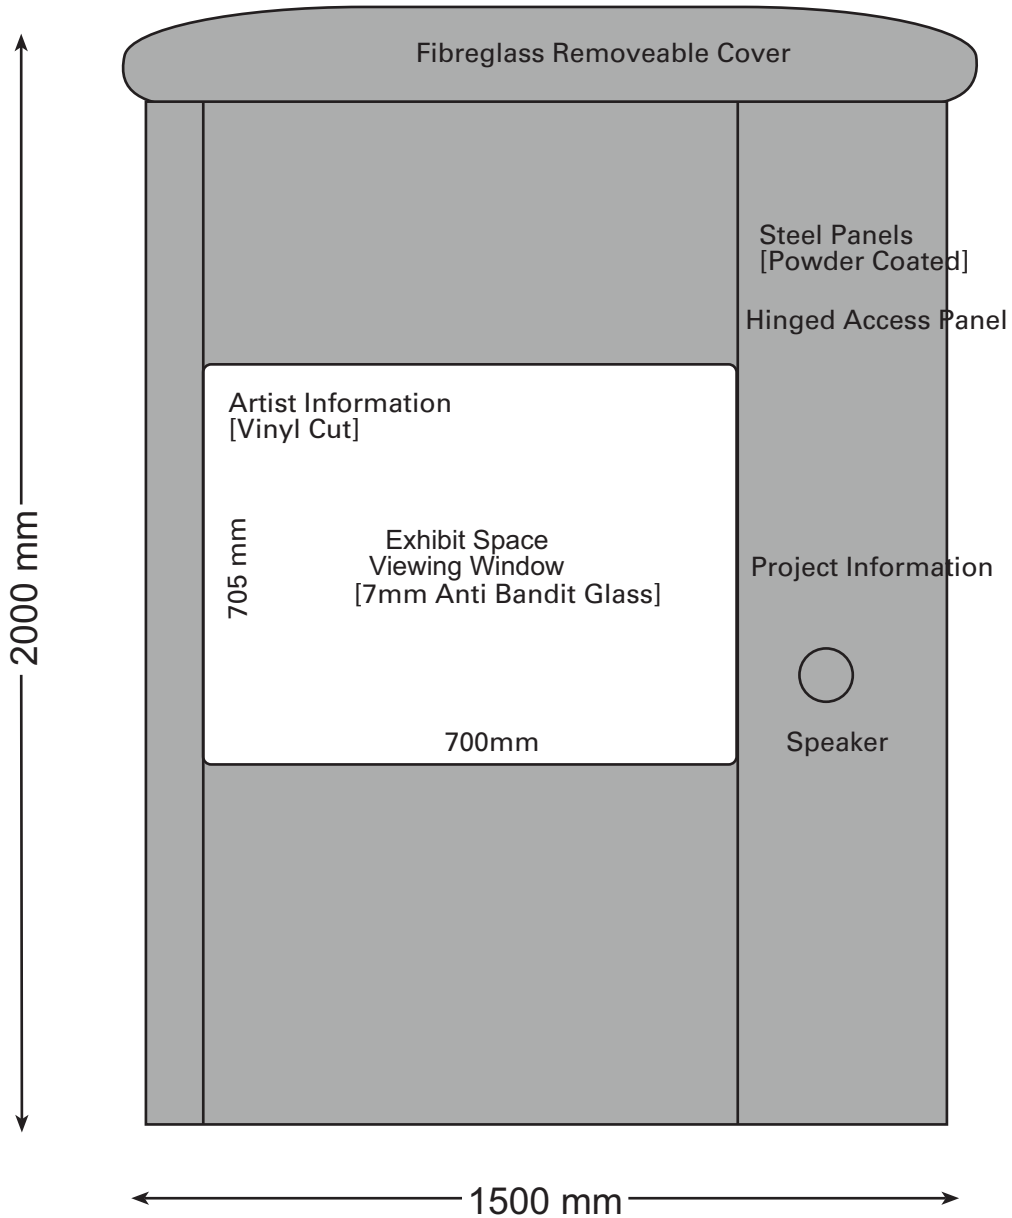 Fibreglass Removeable Cover
Steel Panels
[Powder Coated]
Hinged Access Panel
Artist Information
[Vinyl Cut]
Exhibit Space
Viewing Window
[7mm Anti Bandit Glass]
705 mm
700mm
Project Information
Speaker
2000 mm
1500 mm